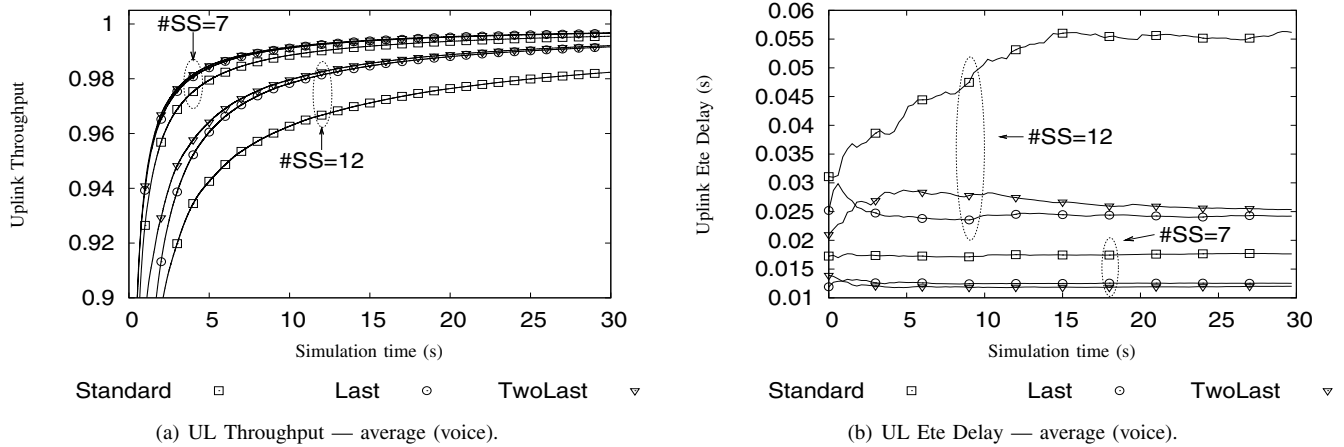 Uplink Throughput
1
0.98
0.96
0.94
0.92
0.9
#SS=7
#SS=12
0 5 10 15 20 25 30
Simulation time (s)
Standard Last TwoLast
(a) UL Throughput — average (voice).
Uplink Ete Delay (s)
0.06
0.055
0.05
0.045
0.04
0.035
0.03
0.025
0.02
0.015
0.01
#SS=12
#SS=7
0 5 10 15 20 25 30
Simulation time (s)
Standard Last TwoLast
(b) UL Ete Delay — average (voice).